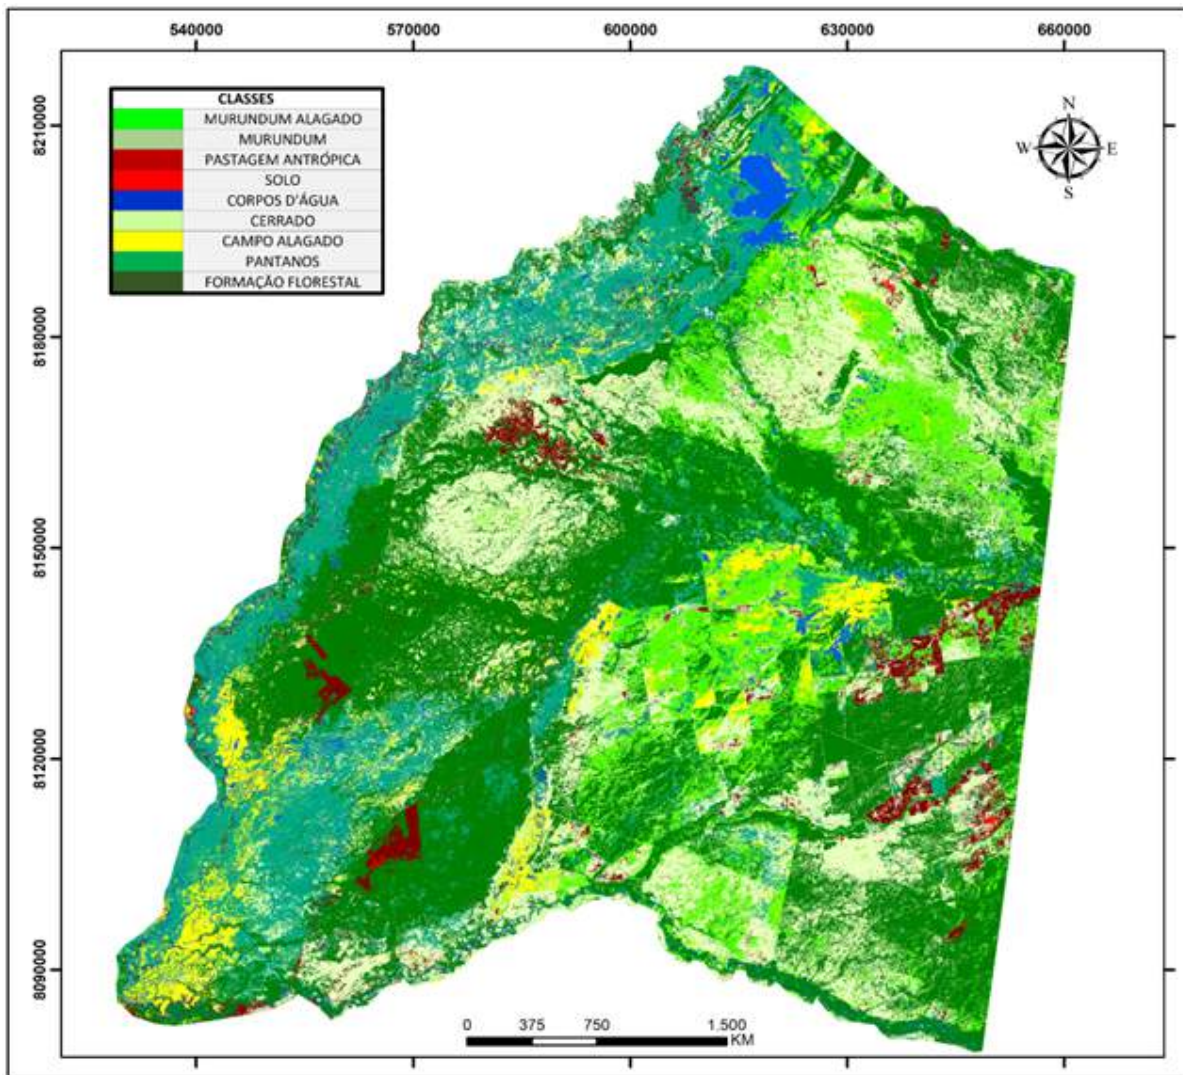 540000 570000 600000 630000 660000
CLASSES
MURUNDUM ALAGADO
MURUNDUM
PASTAGEM ANTRÓPICA
SOLO
CORPOS D'ÁGUA
CERRADO
CAMPO ALAGADO
PANTANOS
FORMAÇÃO FLORESTAL
N
W E
S
8210000
8180000
8150000
8120000
8090000
0 375 750 1.500
KM